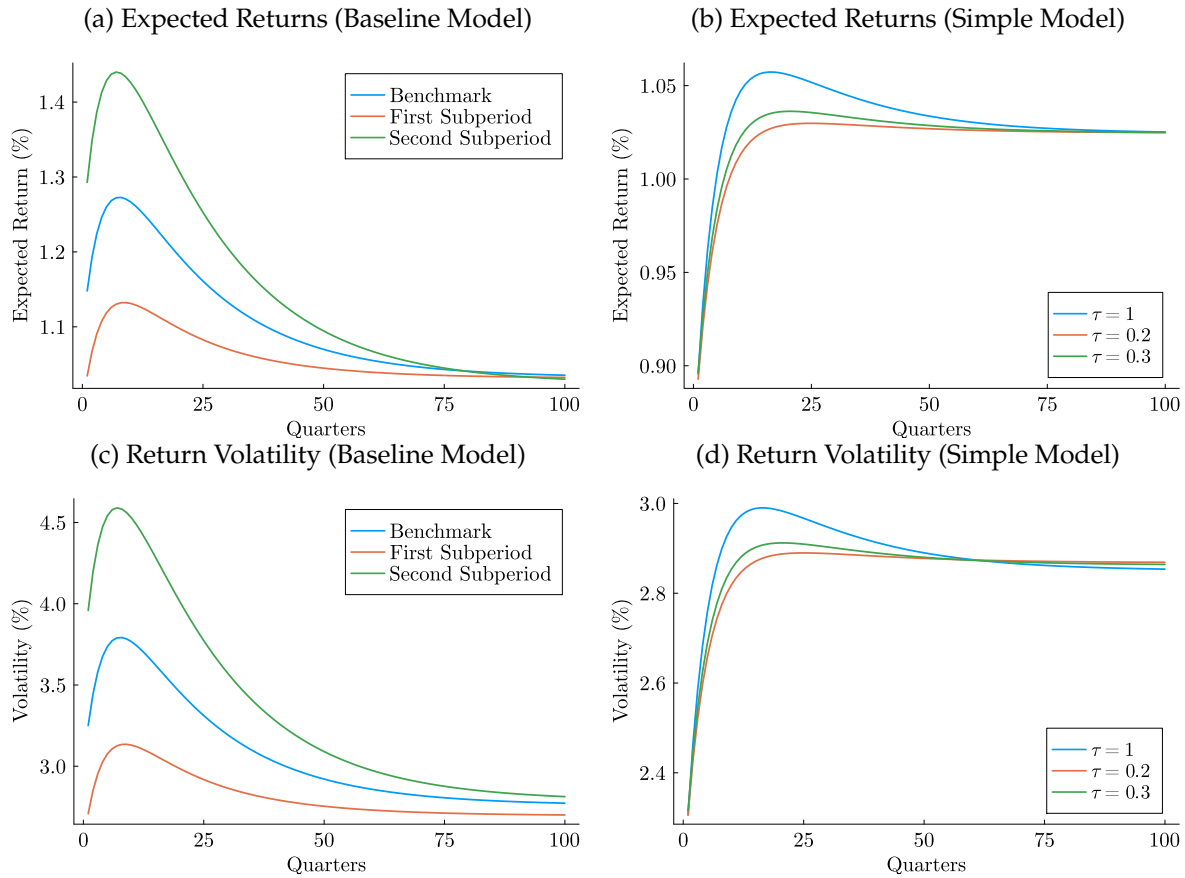 (a) Expected Returns (Baseline Model)
Expected Return (%)
1.4
1.3
1.2
1.1
Benchmark
First Subperiod
Second Subperiod
0 25 50 75 100
Quarters
(b) Expected Returns (Simple Model)
Expected Return (%)
1.05
1.00
0.95
0.90
τ = 1
τ = 0.2
τ = 0.3
0 25 50 75 100
Quarters
(c) Return Volatility (Baseline Model)
Volatility (%)
4.5
4.0
3.5
3.0
Benchmark
First Subperiod
Second Subperiod
0 25 50 75 100
Quarters
(d) Return Volatility (Simple Model)
Volatility (%)
3.0
2.8
2.6
2.4
τ = 1
τ = 0.2
τ = 0.3
0 25 50 75 100
Quarters